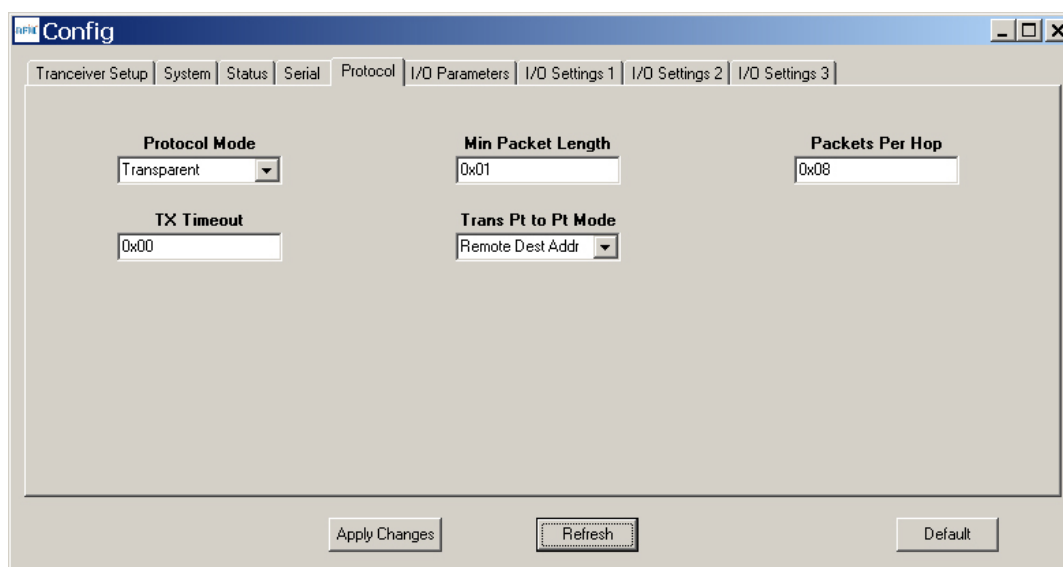 RFM Config
Tranceiver Setup System Status Serial Protocol I/O Parameters I/O Settings 1 I/O Settings 2 I/O Settings 3
Protocol Mode Min Packet Length Packets Per Hop
Transparent 0x01 0x08
TX Timeout Trans Pt to Pt Mode
0x00 Remote Dest Addr
Apply Changes Refresh Default